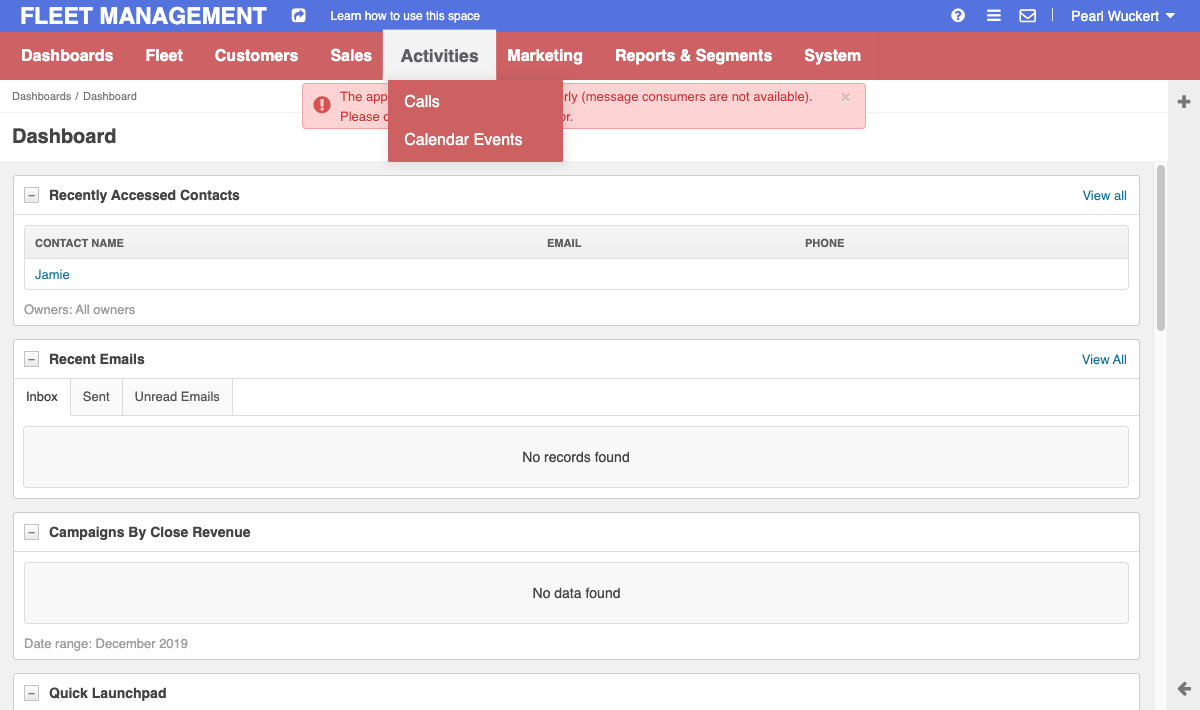 FLEET MANAGEMENT Learn how to use this space Pearl Wuckert
Dashboards Fleet Customers Sales Activities Marketing Reports & Segments System
Dashboards / Dashboard
The app
rly (message consumers are not available). ×
Please
or.
Calls
Calendar Events
Dashboard
Recently Accessed Contacts View all
CONTACT NAME EMAIL PHONE
Jamie
Owners: All owners
Recent Emails View All
Inbox Sent Unread Emails
No records found
Campaigns By Close Revenue
No data found
Date range: December 2019
Quick Launchpad